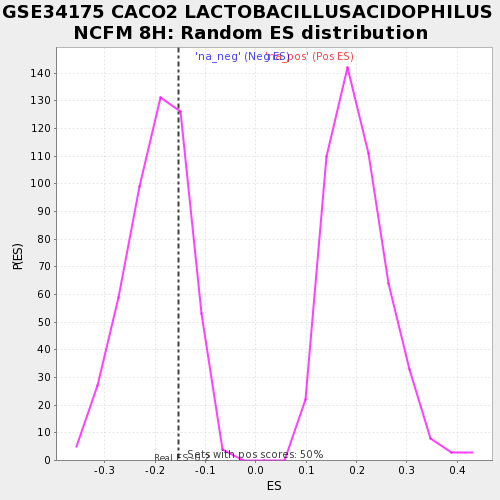 GSE34175 CACO2 LACTOBACILLUSACIDOPHILUS
NCFM 8H: Random ES distribution
'na_neg' (Neg ES)
'na_pos' (Pos ES)
P(ES)
140
130
120
110
100
90
80
70
60
50
40
30
20
10
0
Sets with pos scores: 50%
Real ES
-0.3
-0.2
-0.1
0.0
0.1
0.2
0.3
0.4
ES